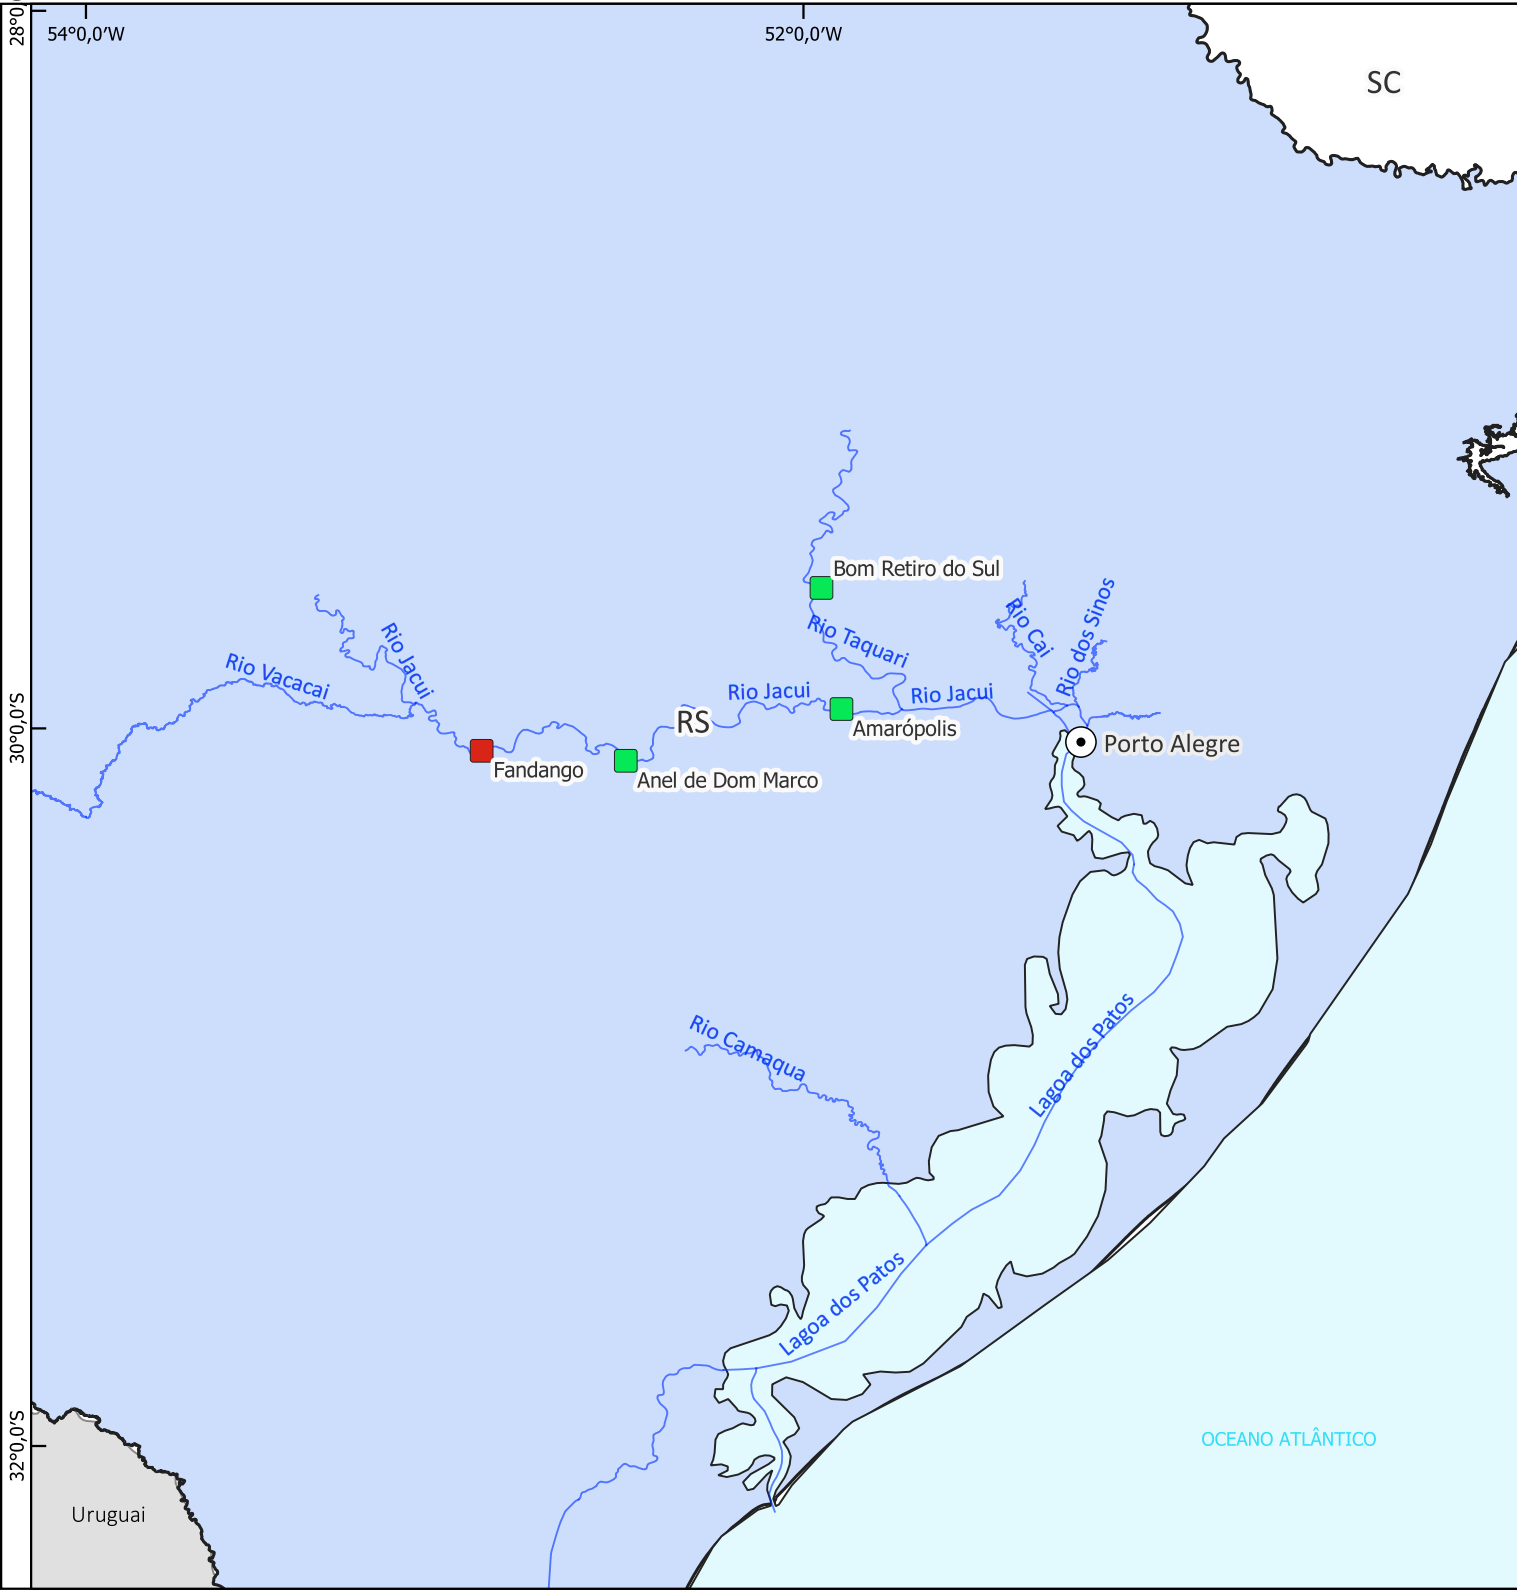 28°0,0
54°0,0'W
52°0,0'W
SC
Bom Retiro do Sul
Rio Taquari
Rio Cai
Rio dos Sinos
Rio Jacui
Rio Vacacai
Rio Jacui
Rio Jacui
RS
30°0,0'S
Amarópolis
Porto Alegre
Fandango
Anel de Dom Marco
Lagoa dos Patos
Rio Camaqua
Lagoa dos Patos
32°0,0'S
OCEANO ATLÂNTICO
Uruguai